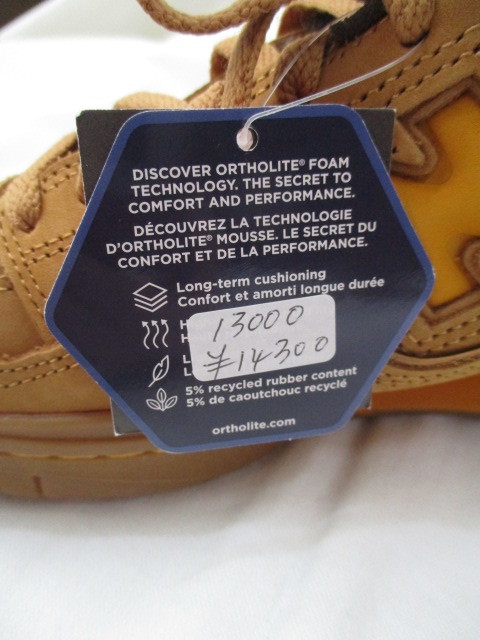 DISCOVER ORTHOLITE® FOAM
TECHNOLOGY. THE SECRET TO
COMFORT AND PERFORMANCE.
DÉCOUVREZ LA TECHNOLOGIE
D'ORTHOLITE® MOUSSE. LE SECRET DU
CONFORT ET DE LA PERFORMANCE.
Long-term cushioning
Confort et amorti longue durée
13000
¥14300
5% recycled rubber content
5% de caoutchouc recyclé
ortholite.com